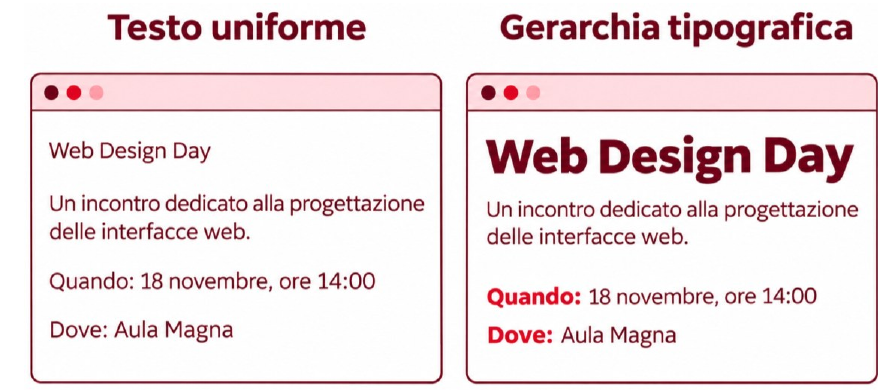 Testo uniforme
Web Design Day
Un incontro dedicato alla progettazione
delle interfacce web.
Quando: 18 novembre, ore 14:00
Dove: Aula Magna
Gerarchia tipografica
Web Design Day
Un incontro dedicato alla progettazione
delle interfacce web.
Quando: 18 novembre, ore 14:00
Dove: Aula Magna